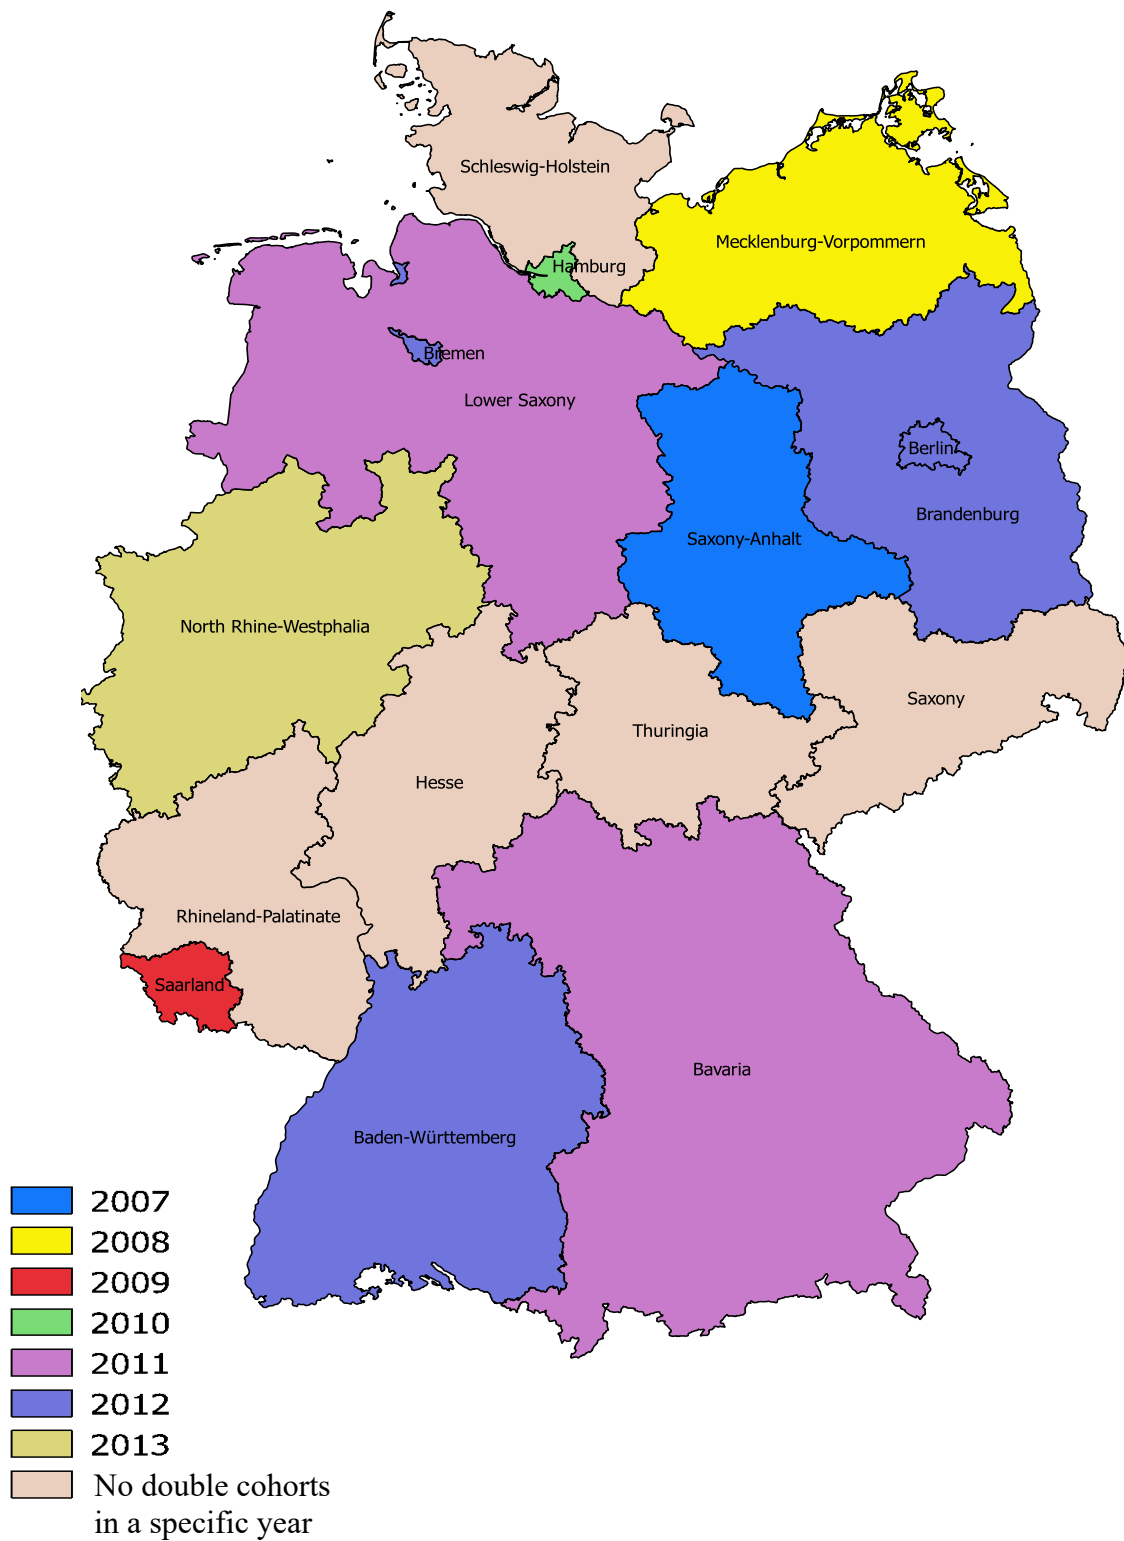 Schleswig-Holstein
Mecklenburg-Vorpommern
Hamburg
Bremen
Lower Saxony
Berlin
Brandenburg
Saxony-Anhalt
North Rhine-Westphalia
Saxony
Thuringia
Hesse
Rhineland-Palatinate
Saarland
Bavaria
Baden-Württemberg
2007
2008
2009
2010
2011
2012
2013
No double cohorts
in a specific year